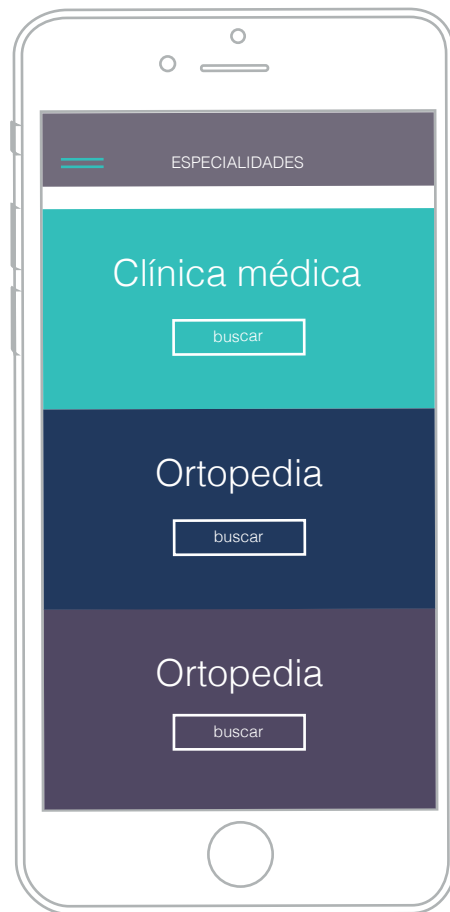 ESPECIALIDADES
Clínica médica
buscar
Ortopedia
buscar
Ortopedia
buscar